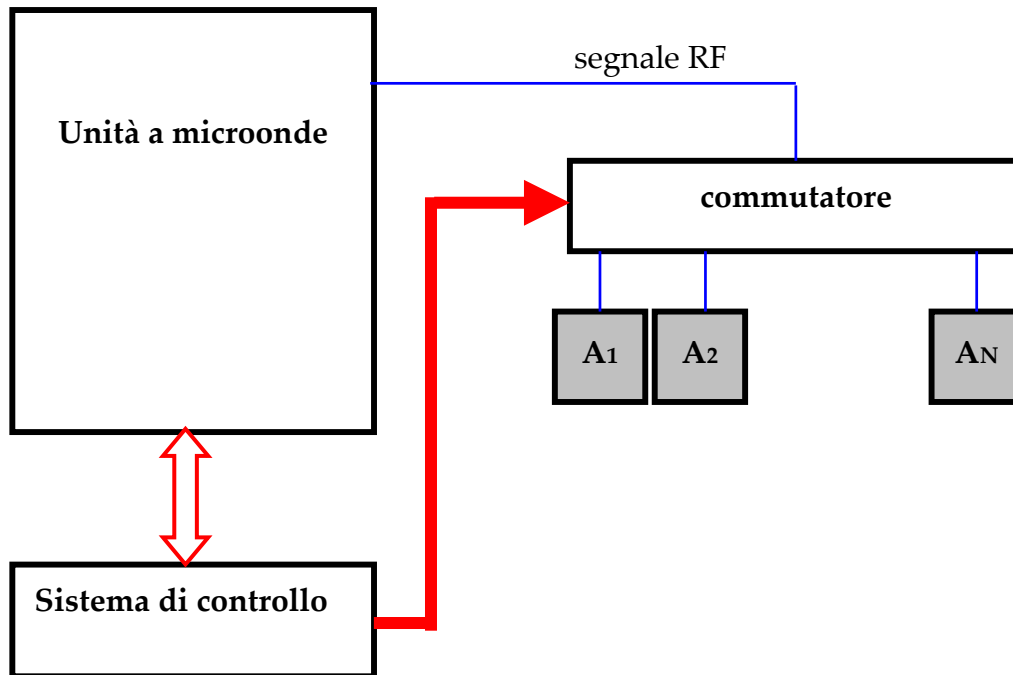 segnale RF
Unità a microonde
commutatore
A1 A2 AN
Sistema di controllo